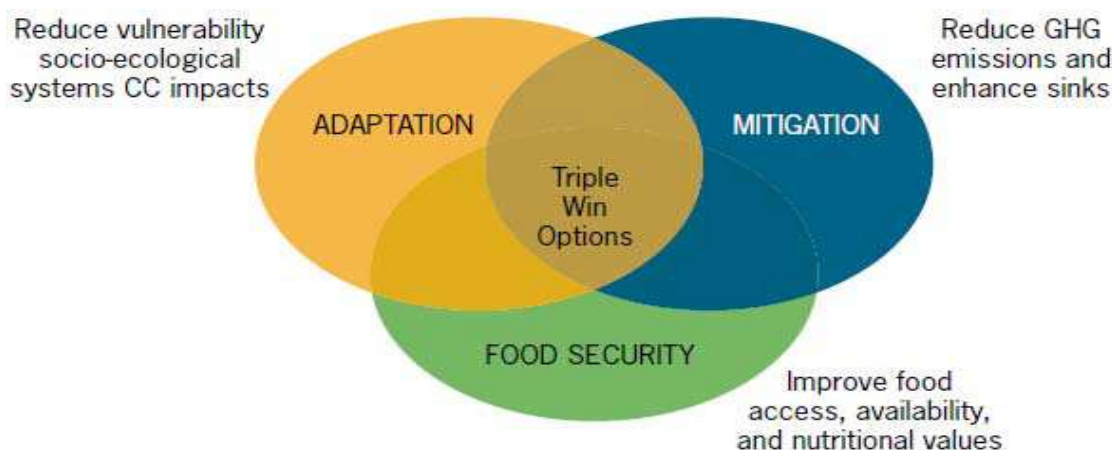 Reduce vulnerability
socio-ecological
systems CC impacts
Reduce GHG
emissions and
enhance sinks
ADAPTATION
MITIGATION
Triple
Win
Options
FOOD SECURITY
Improve food
access, availability,
and nutritional values